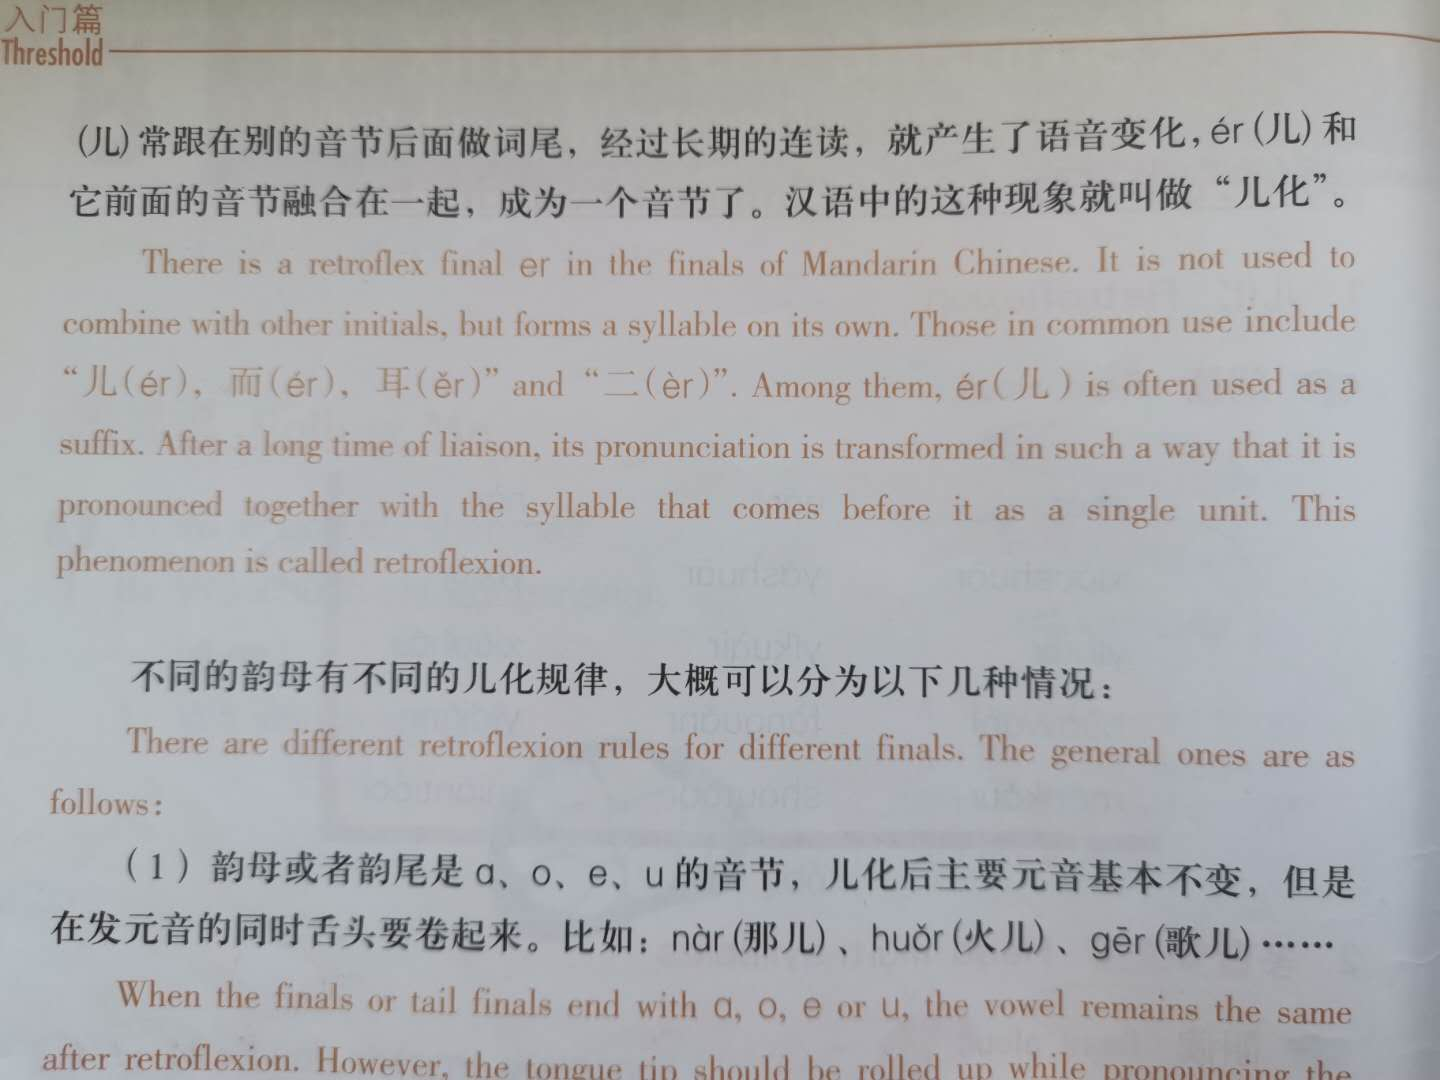 入门篇
Threshold
(儿)常跟在别的音节后面做词尾，经过长期的连读，就产生了语音变化，ér(儿)和
它前面的音节融合在一起，成为一个音节了。汉语中的这种现象就叫做“儿化”。
There is a retroflex final er in the finals of Mandarin Chinese. It is not used to
combine with other initials, but forms a syllable on its own. Those in common use include
“儿(ér)，而(ér)，耳(ěr)” and “二(èr)”. Among them, ér(儿) is often used as a
suffix. After a long time of liaison, its pronunciation is transformed in such a way that it is
pronounced together with the syllable that comes before it as a single unit. This
phenomenon is called retroflexion.
不同的韵母有不同的儿化规律，大概可以分为以下几种情况：
There are different retroflexion rules for different finals. The general ones are as
follows:
（1）韵母或者韵尾是 ɑ、o、e、u 的音节，儿化后主要元音基本不变，但是
在发元音的同时舌头要卷起来。比如：nàr(那儿)、huǒr(火儿)、gēr(歌儿)……
When the finals or tail finals end with ɑ, o, e or u, the vowel remains the same
after retroflexion. However, the tongue tip should be rolled up while pronouncing the